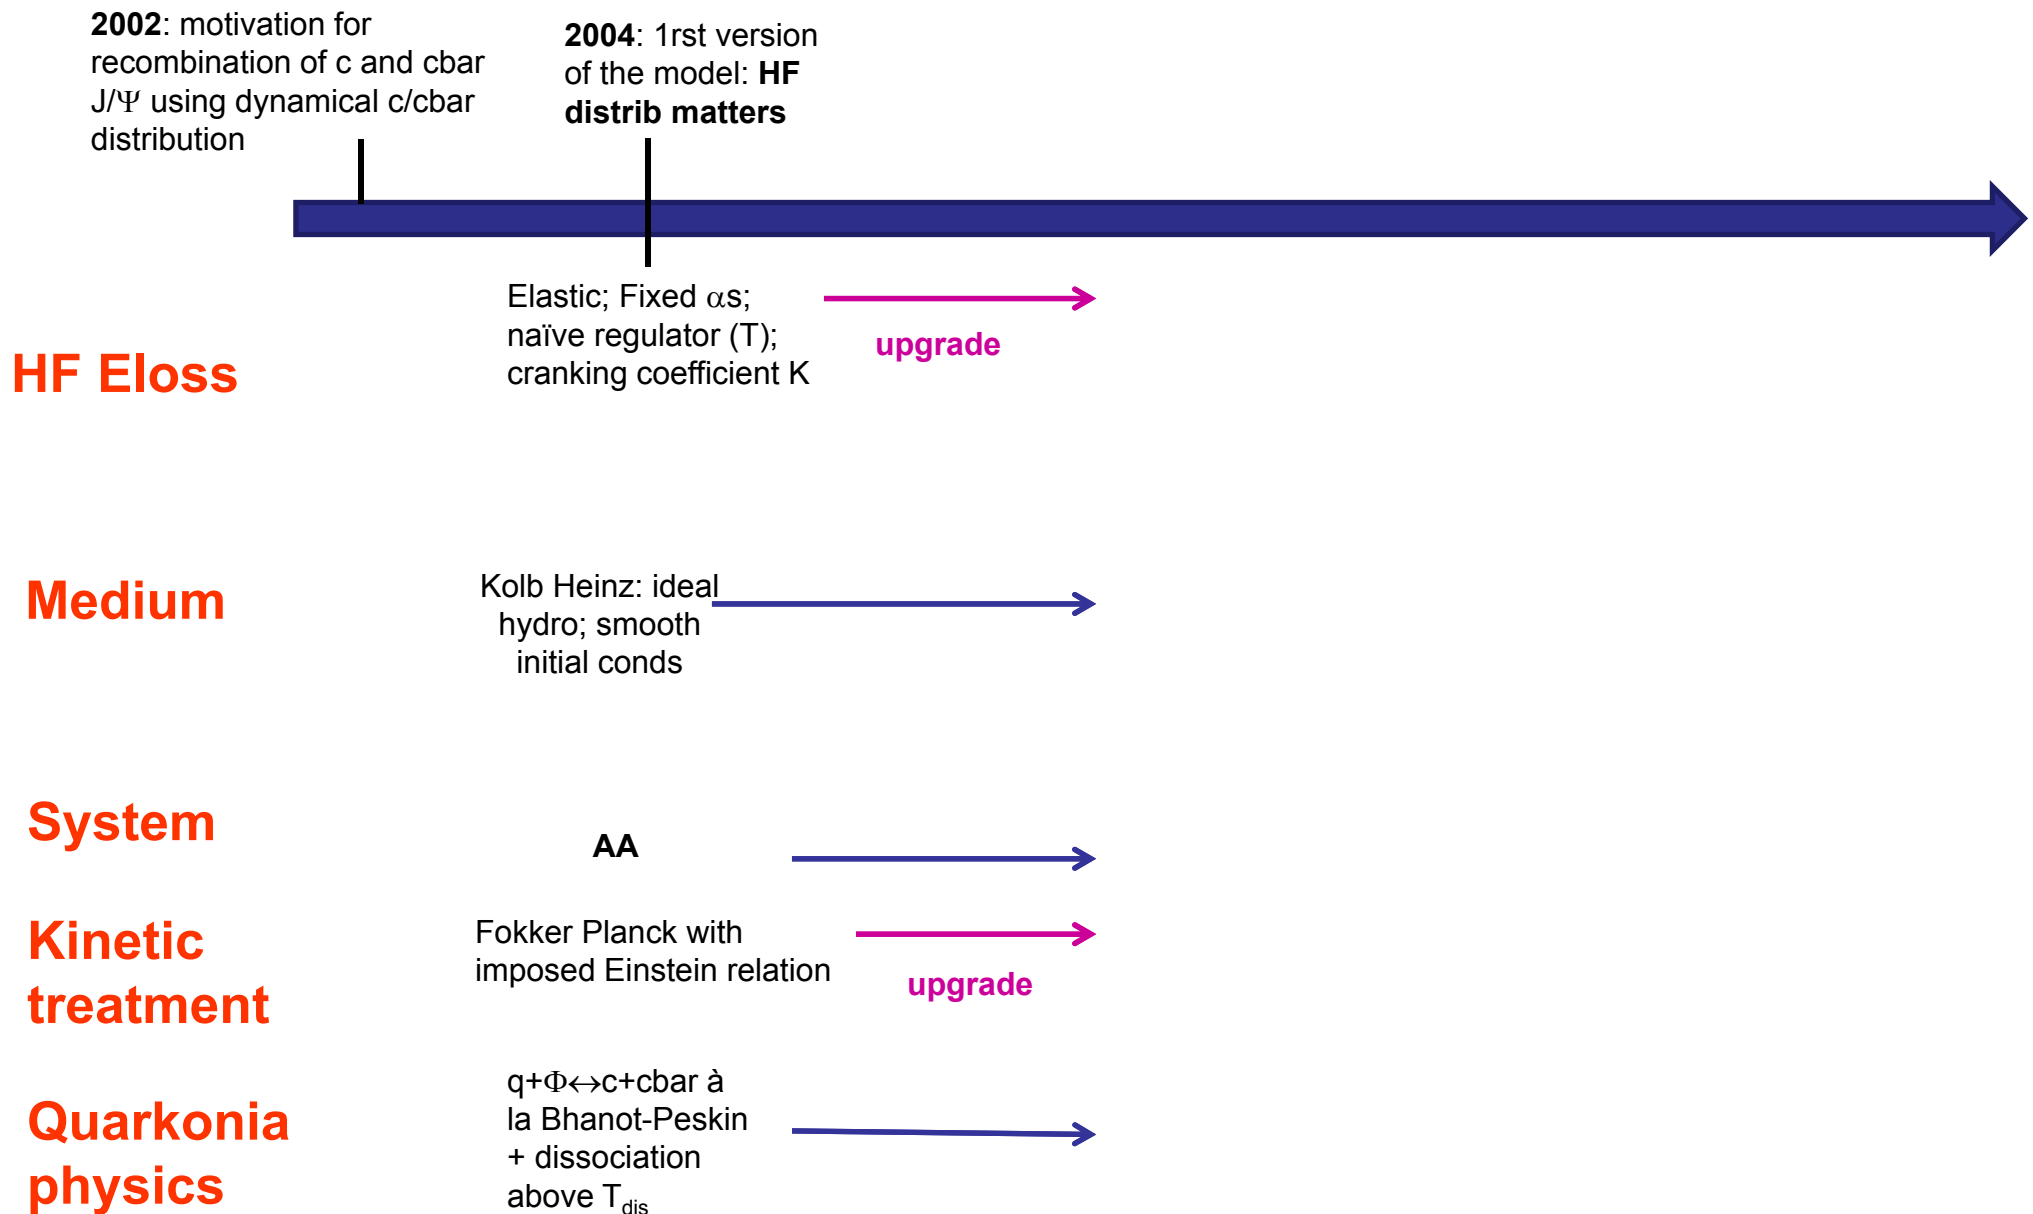 2002: motivation for
recombination of c and cbar
J/Ψ using dynamical c/cbar
distribution
2004: 1rst version
of the model: HF
distrib matters
HF Eloss
Elastic; Fixed αs;
naïve regulator (T);
cranking coefficient K
upgrade
Medium
Kolb Heinz: ideal
hydro; smooth
initial conds
System
AA
Kinetic
treatment
Fokker Planck with
imposed Einstein relation
upgrade
Quarkonia
physics
q+Φ↔c+cbar à
la Bhanot-Peskin
+ dissociation
above Tdis